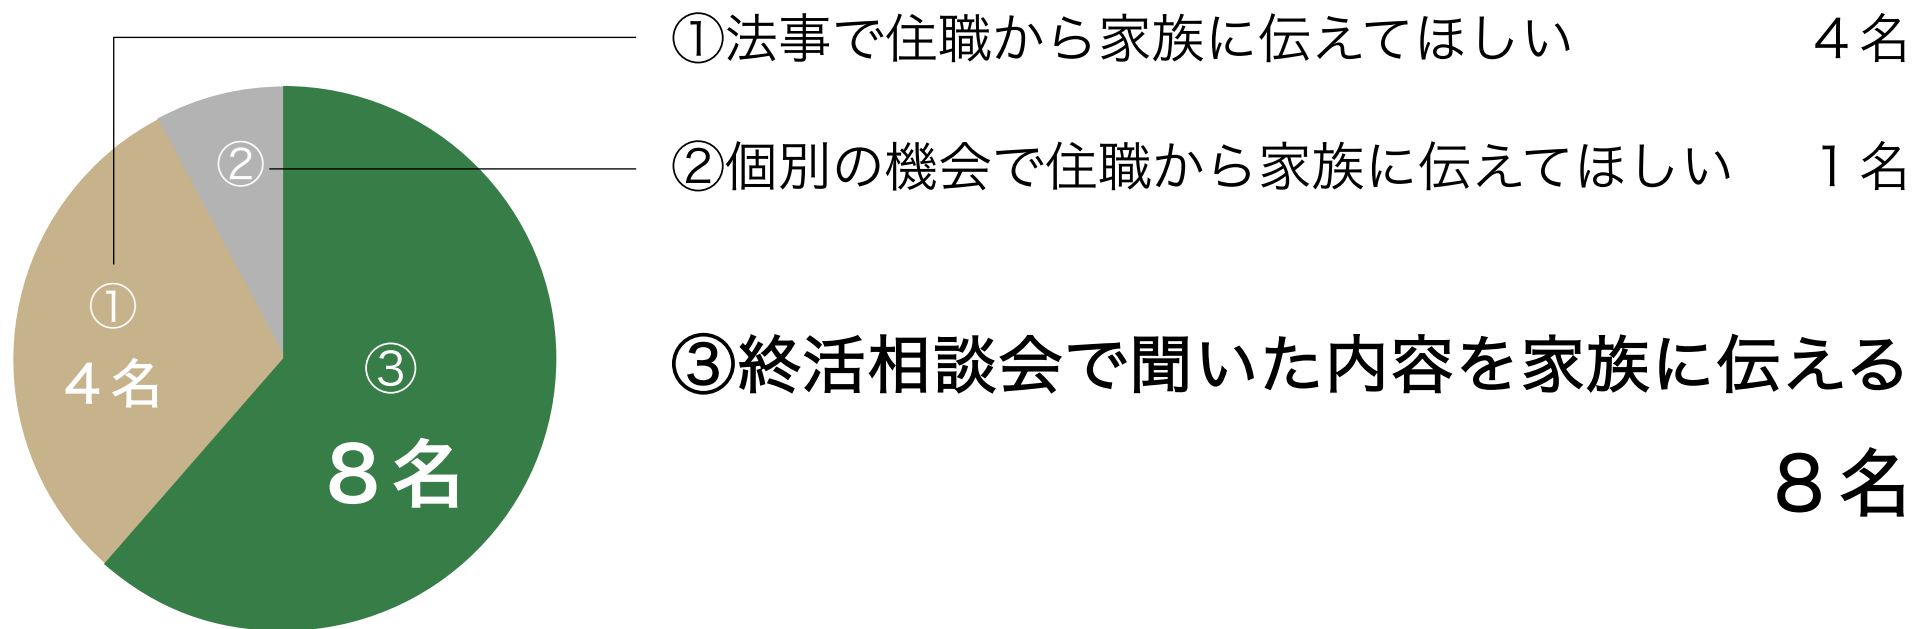 ①法事で住職から家族に伝えてほしい　４名
②個別の機会で住職から家族に伝えてほしい　１名
③終活相談会で聞いた内容を家族に伝える
８名
②
①
４名
③
８名